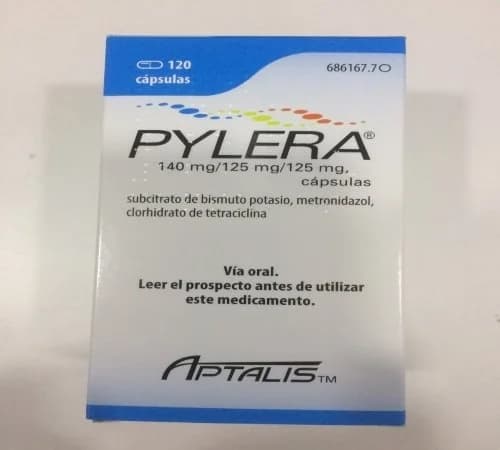 120
cápsulas
686167.7O
PYLERA®
140 mg/125 mg/125 mg,
cápsulas
subcitrato de bismuto potasio, metronidazol,
clorhidrato de tetraciclina
Vía oral.
Leer el prospecto antes de utilizar
este medicamento.
APTALIS™